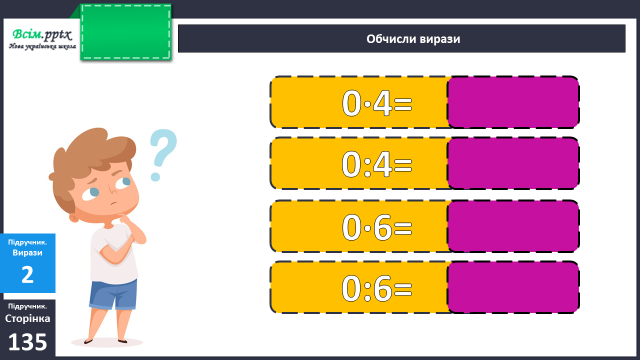 Всім.pptx
Нова українська школа
Обчисли вирази
0·4=
0:4=
0·6=
0:6=
?
Підручник.
Вирази
2
Підручник.
Сторінка
135